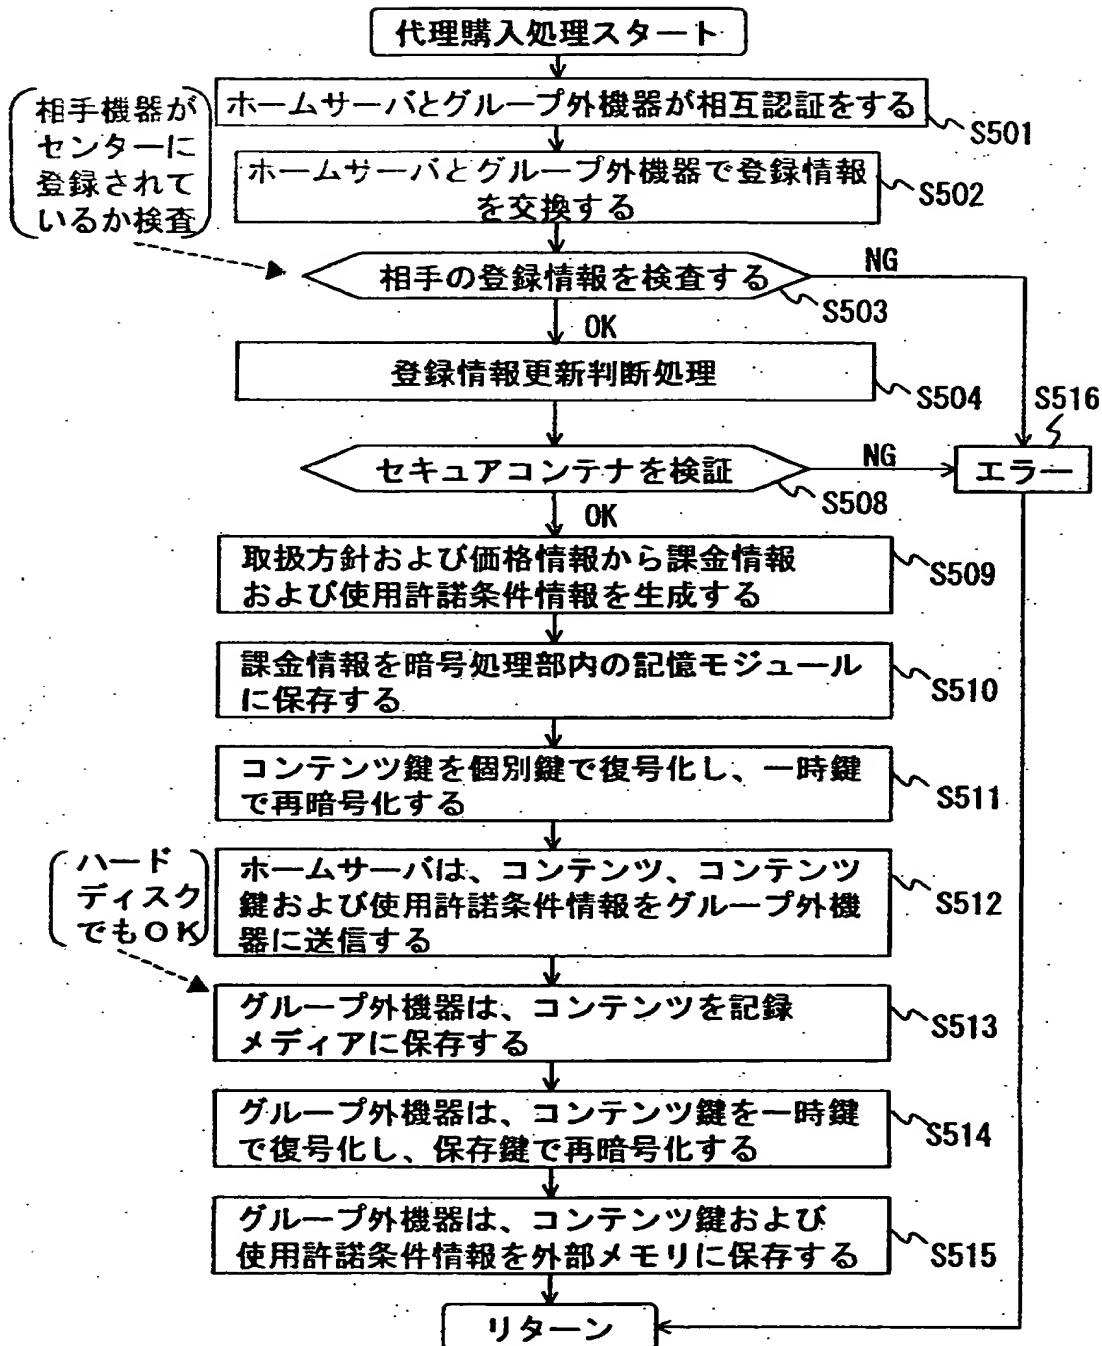 代理購入処理スタート
相手機器が
センターに
登録されて
いるか検査
ホームサーバとグループ外機器が相互認証をする
S501
ホームサーバとグループ外機器で登録情報
を交換する
S502
相手の登録情報を検査する
NG
S503
OK
登録情報更新判断処理
S504
S516
セキュアコンテナを検証
NG
エラー
S508
OK
取扱方針および価格情報から課金情報
および使用許諾条件情報を生成する
S509
課金情報を暗号処理部内の記憶モジュール
に保存する
S510
コンテンツ鍵を個別鍵で復号化し、一時鍵
で再暗号化する
S511
ハード
ディスク
でもOK
ホームサーバは、コンテンツ、コンテンツ
鍵および使用許諾条件情報をグループ外機
器に送信する
S512
グループ外機器は、コンテンツを記録
メディアに保存する
S513
グループ外機器は、コンテンツ鍵を一時鍵
で復号化し、保存鍵で再暗号化する
S514
グループ外機器は、コンテンツ鍵および
使用許諾条件情報を外部メモリに保存する
S515
リターン